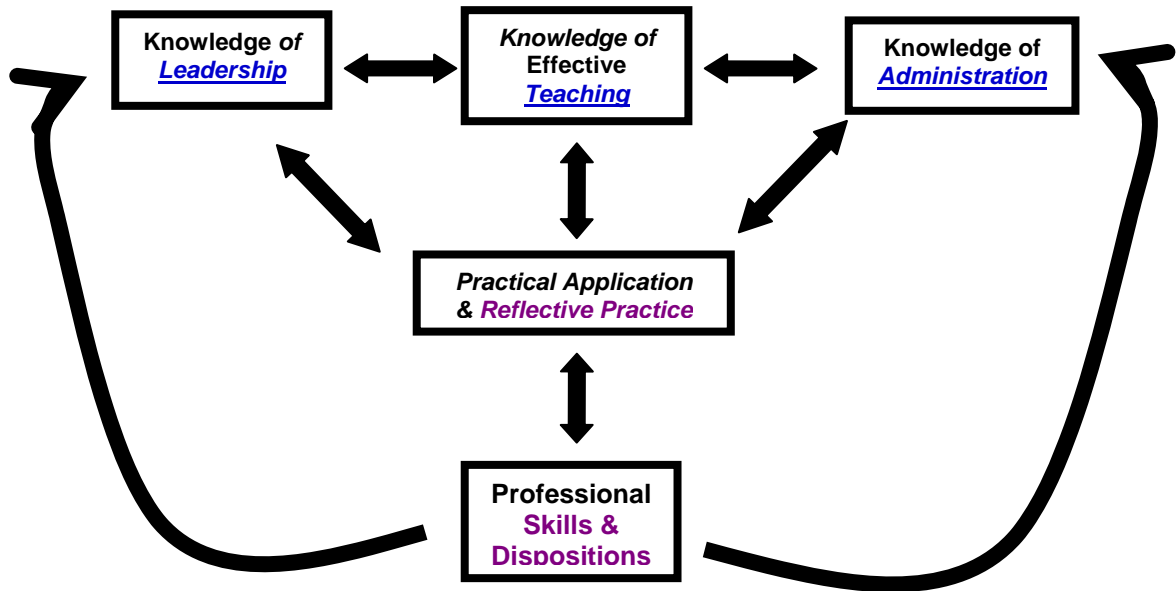 Knowledge of
Leadership
Knowledge of
Effective
Teaching
Knowledge of
Administration
Practical Application
& Reflective Practice
Professional
Skills &
Dispositions